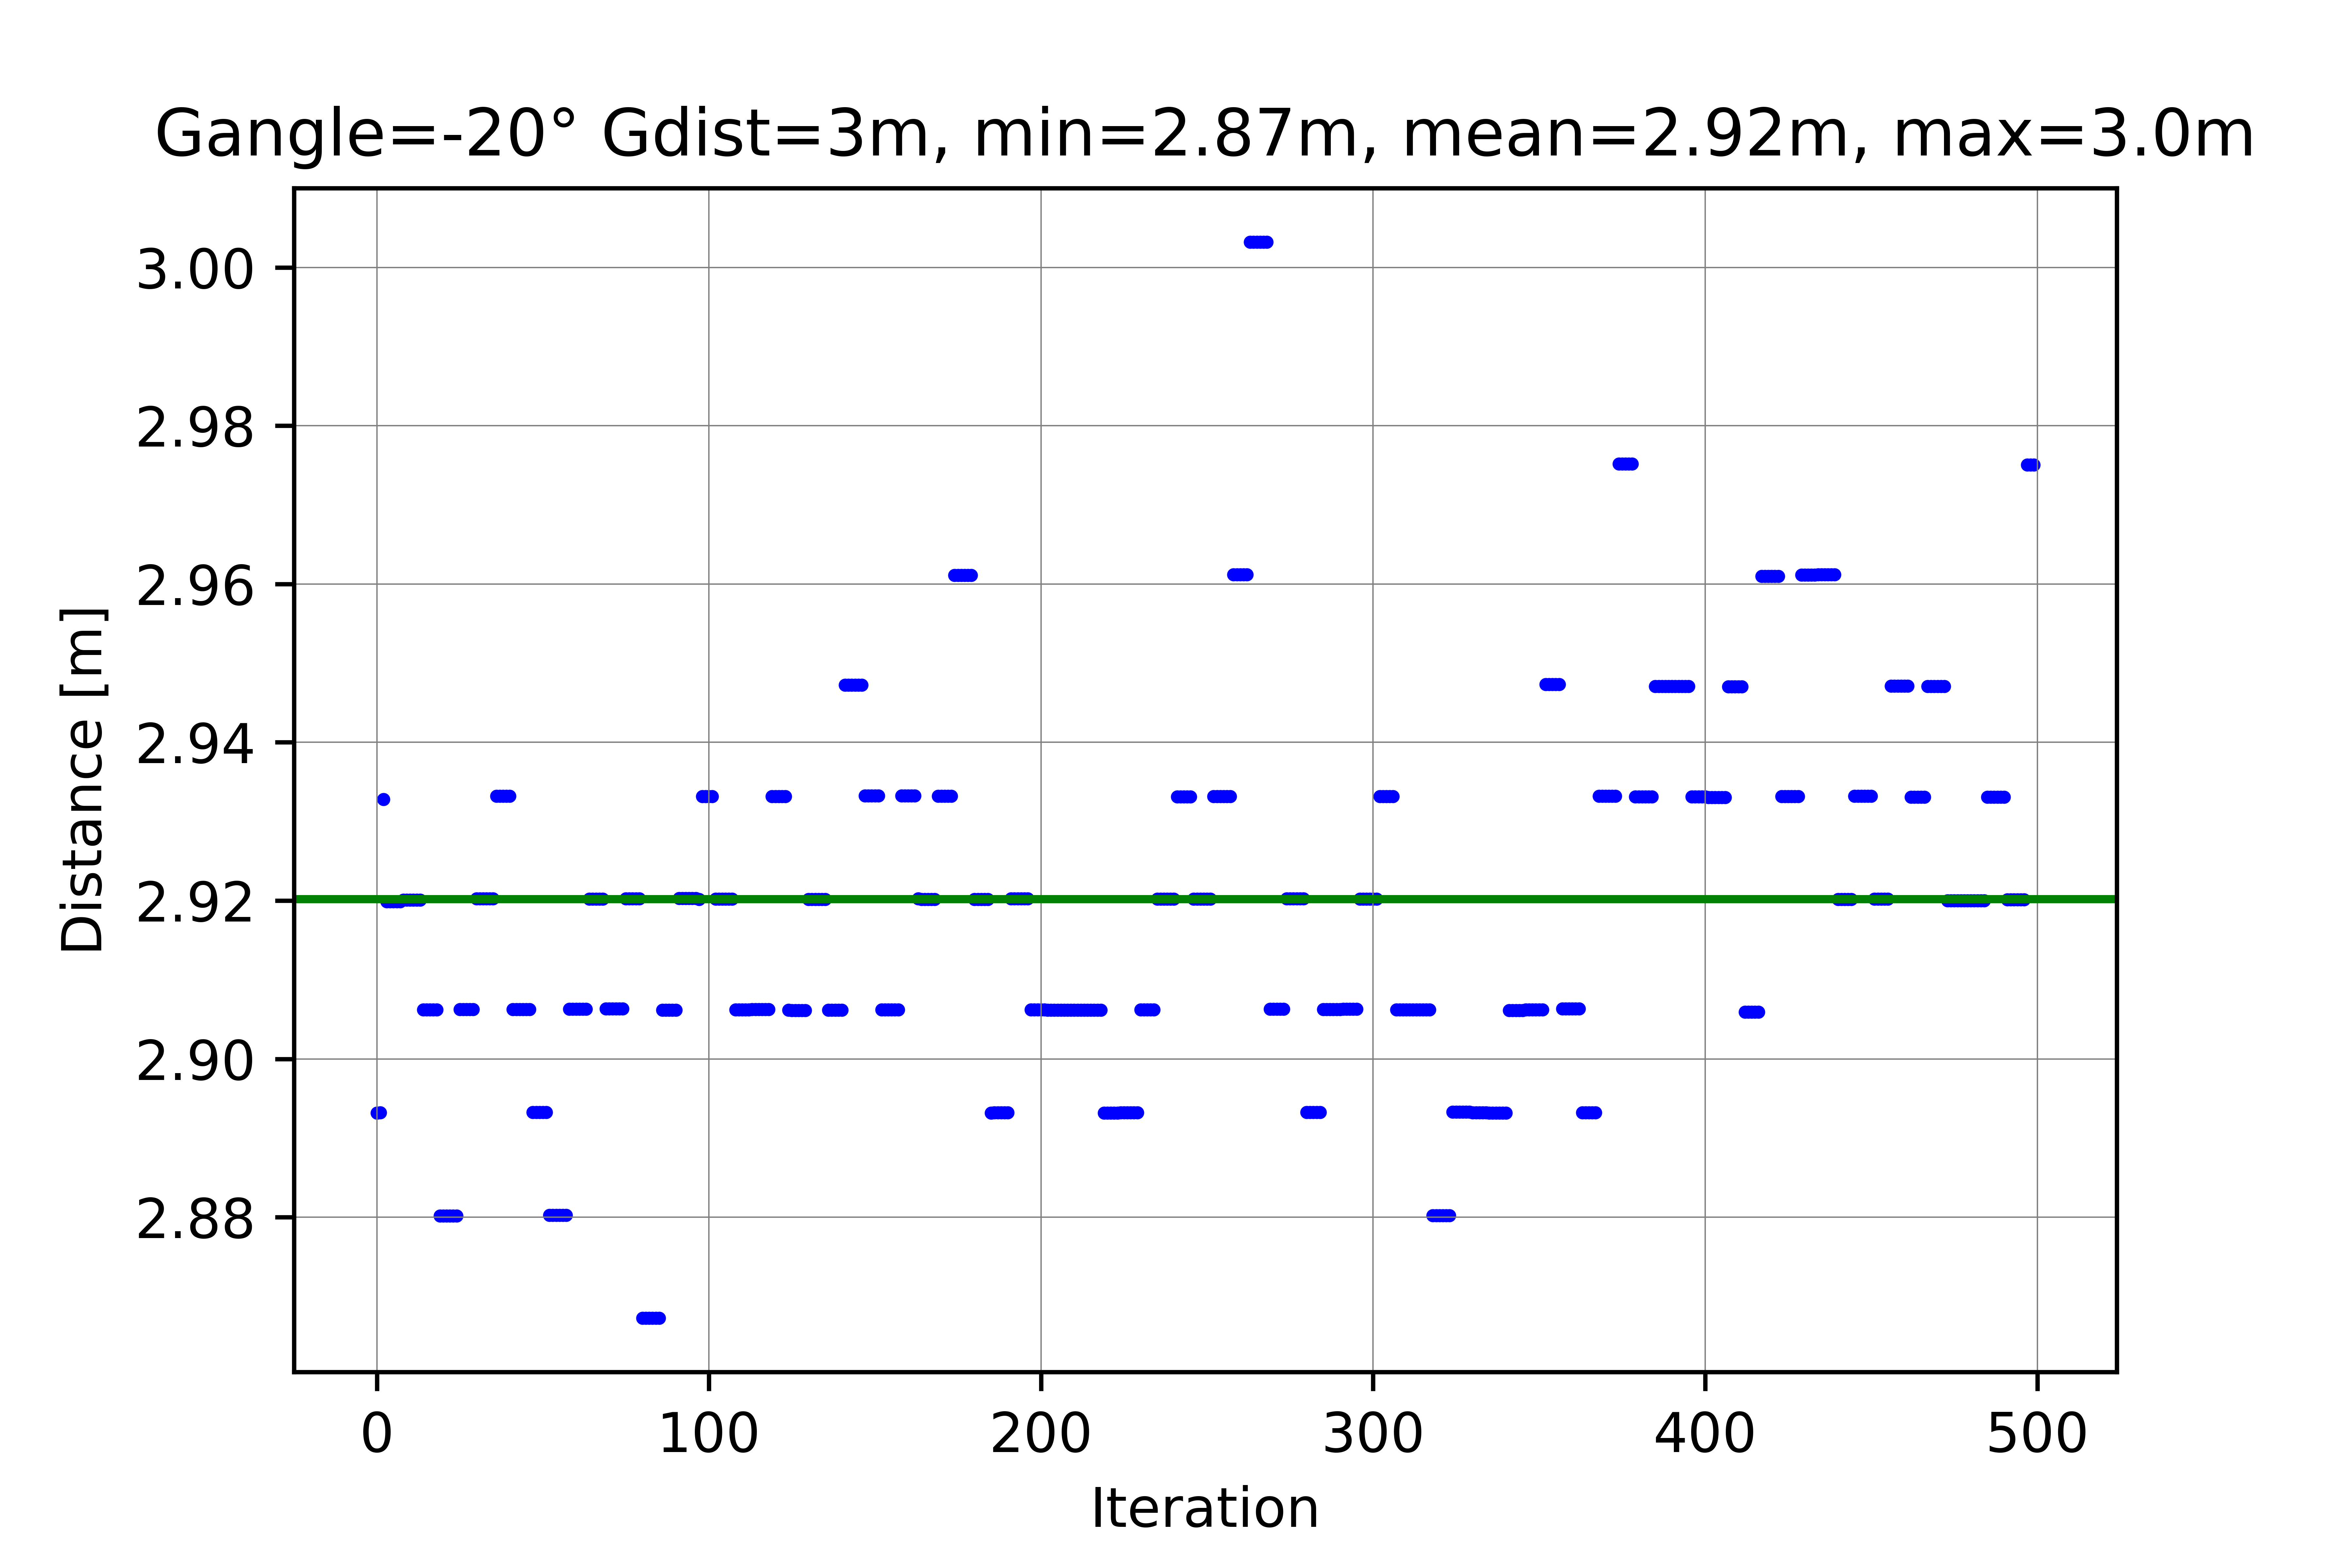 Gangle=-20° Gdist=3m, min=2.87m, mean=2.92m, max=3.0m
3.00
2.98
2.96
2.94
2.92
2.90
2.88
Distance [m]
0 100 200 300 400 500
Iteration